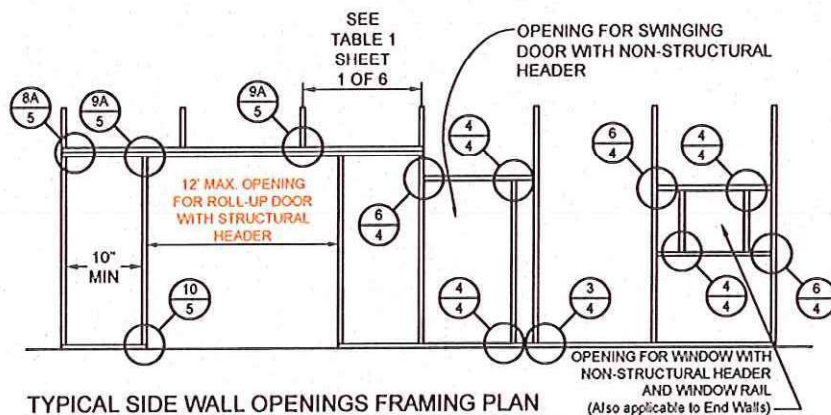 SEE
TABLE 1
SHEET
1 OF 6
OPENING FOR SWINGING
DOOR WITH NON-STRUCTURAL
HEADER
8A
5
9A
5
9A
5
4
4
6
4
4
4
12' MAX. OPENING
FOR ROLL-UP DOOR
WITH STRUCTURAL
HEADER
6
4
10"
MIN
10
5
4
4
3
4
4
4
6
4
OPENING FOR WINDOW WITH
NON-STRUCTURAL HEADER
AND WINDOW RAIL
(Also applicable to End Walls)
TYPICAL SIDE WALL OPENINGS FRAMING PLAN